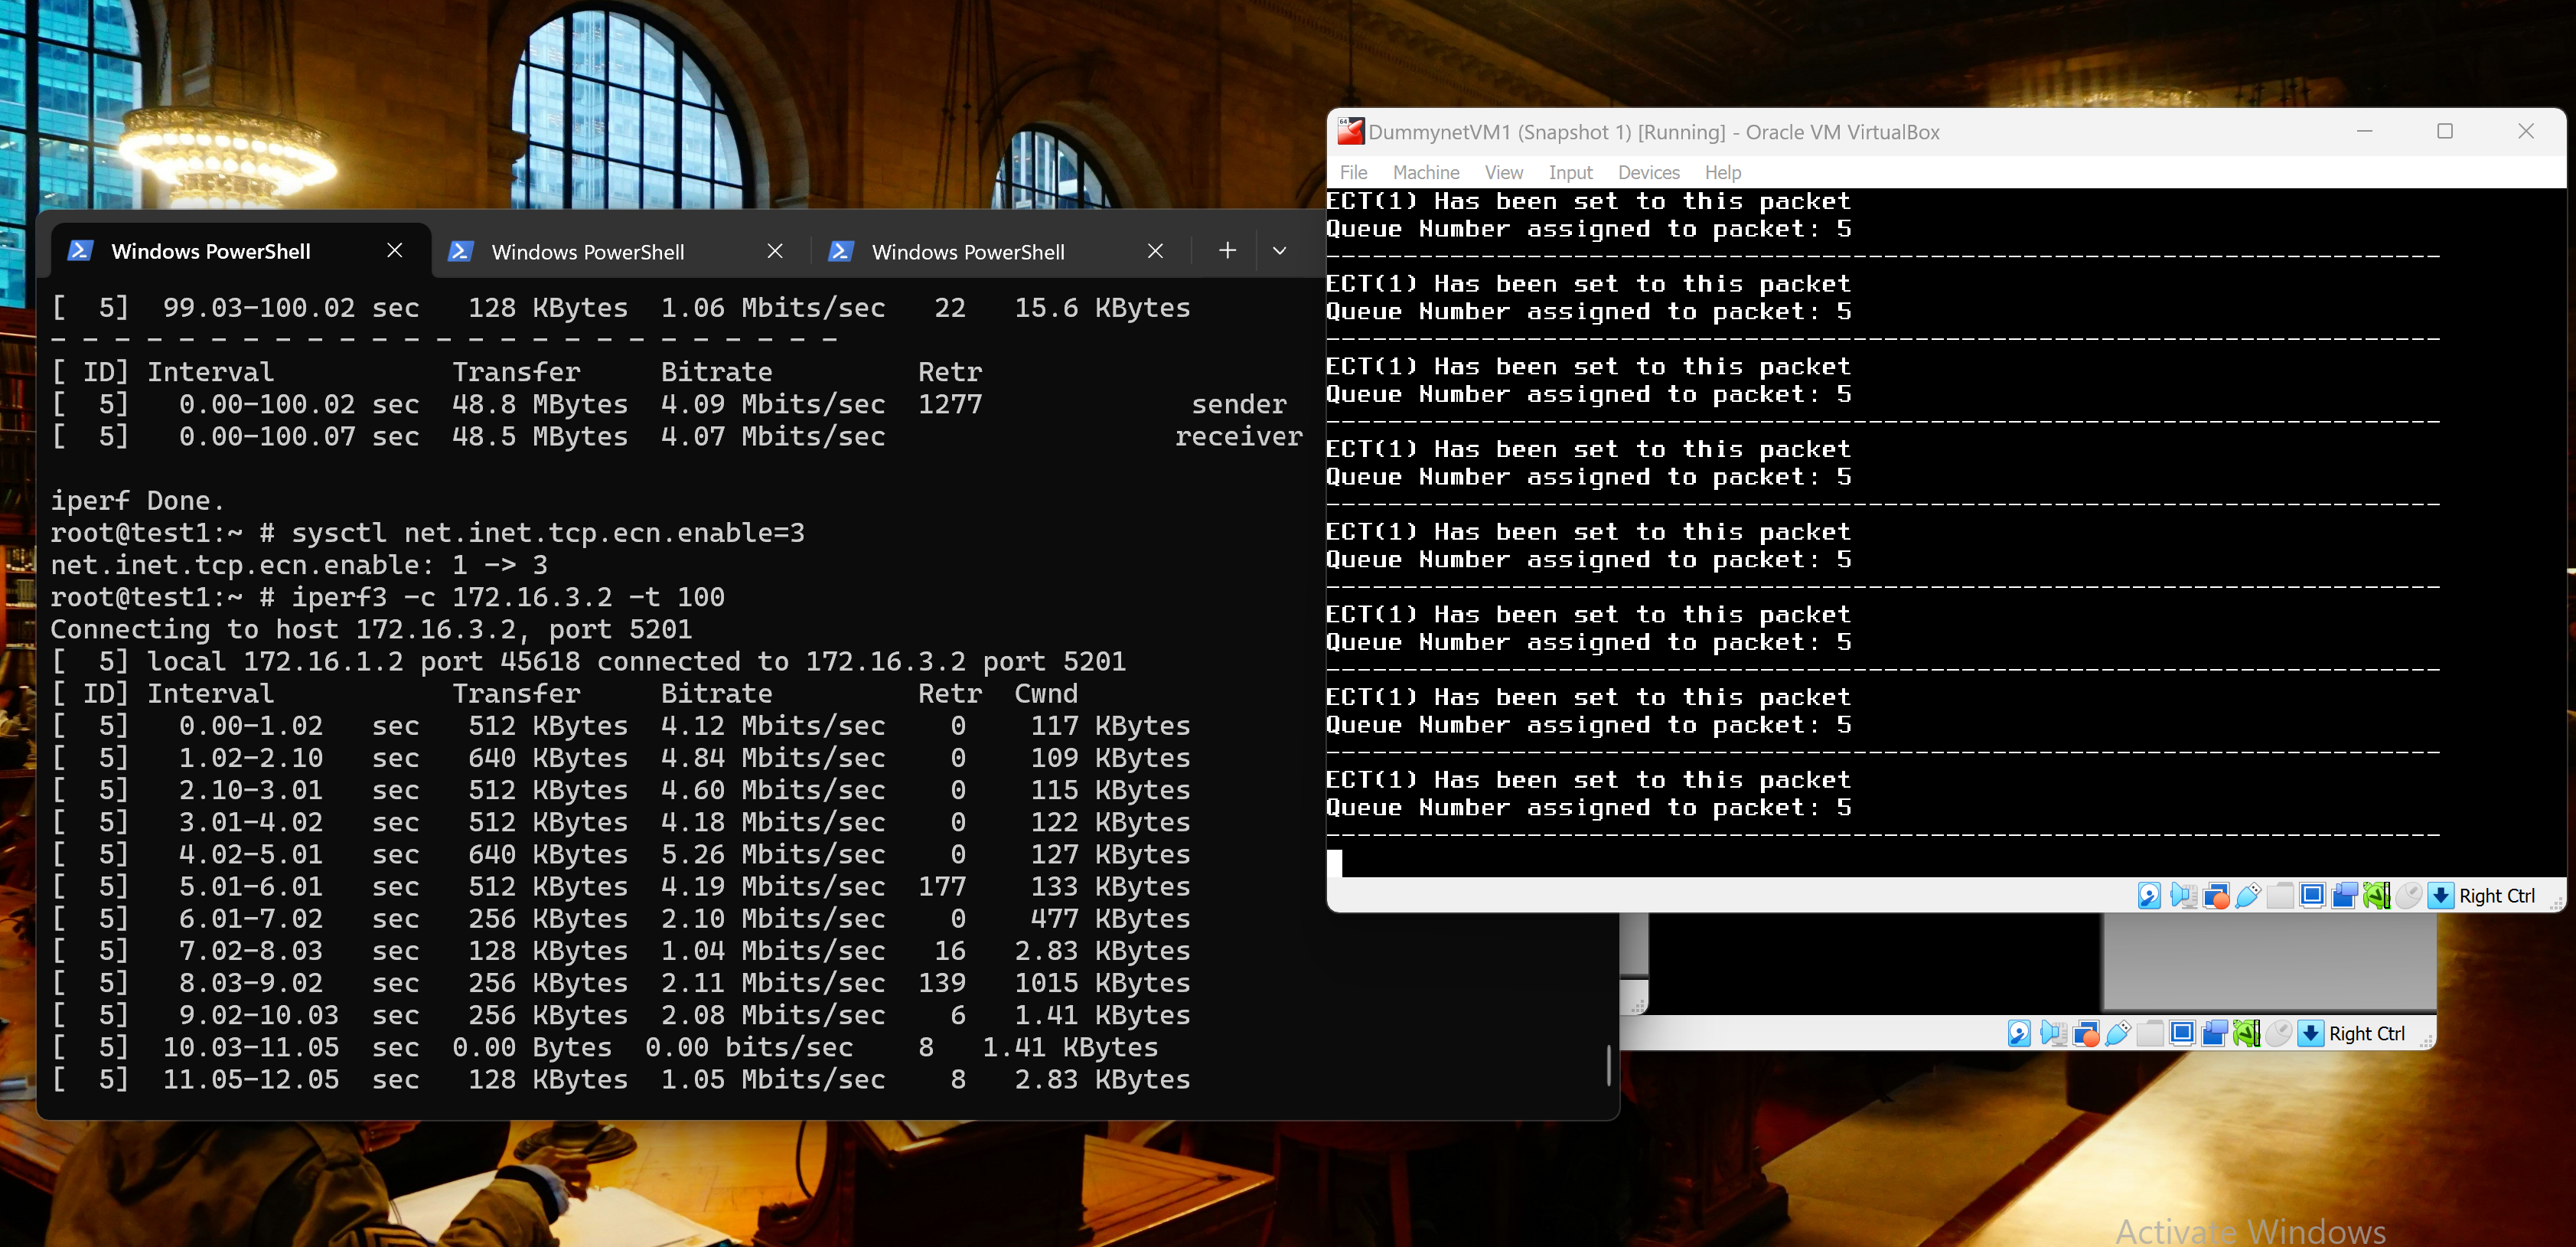 Windows PowerShell
Windows PowerShell
Windows PowerShell
[  5]  99.03-100.02 sec   128 KBytes  1.06 Mbits/sec   22   15.6 KBytes
- - - - - - - - - - - - - - - - - - - - - - - - -
[ ID] Interval           Transfer     Bitrate         Retr
[  5]   0.00-100.02 sec  48.8 MBytes  4.09 Mbits/sec  1277             sender
[  5]   0.00-100.07 sec  48.5 MBytes  4.07 Mbits/sec                  receiver
iperf Done.
root@test1:~ # sysctl net.inet.tcp.ecn.enable=3
net.inet.tcp.ecn.enable: 1 -> 3
root@test1:~ # iperf3 -c 172.16.3.2 -t 100
Connecting to host 172.16.3.2, port 5201
[  5] local 172.16.1.2 port 45618 connected to 172.16.3.2 port 5201
[ ID] Interval           Transfer     Bitrate         Retr  Cwnd
[  5]   0.00-1.02   sec   512 KBytes  4.12 Mbits/sec    0    117 KBytes
[  5]   1.02-2.10   sec   640 KBytes  4.84 Mbits/sec    0    109 KBytes
[  5]   2.10-3.01   sec   512 KBytes  4.60 Mbits/sec    0    115 KBytes
[  5]   3.01-4.02   sec   512 KBytes  4.18 Mbits/sec    0    122 KBytes
[  5]   4.02-5.01   sec   640 KBytes  5.26 Mbits/sec    0    127 KBytes
[  5]   5.01-6.01   sec   512 KBytes  4.19 Mbits/sec  177    133 KBytes
[  5]   6.01-7.02   sec   256 KBytes  2.10 Mbits/sec    0    477 KBytes
[  5]   7.02-8.03   sec   128 KBytes  1.04 Mbits/sec   16   2.83 KBytes
[  5]   8.03-9.02   sec   256 KBytes  2.11 Mbits/sec  139   1015 KBytes
[  5]   9.02-10.03  sec   256 KBytes  2.08 Mbits/sec    6   1.41 KBytes
[  5]  10.03-11.05  sec  0.00 Bytes  0.00 bits/sec    8   1.41 KBytes
[  5]  11.05-12.05  sec   128 KBytes  1.05 Mbits/sec    8   2.83 KBytes
DummynetVM1 (Snapshot 1) [Running] - Oracle VM VirtualBox
File Machine View Input Devices Help
ECT(1) Has been set to this packet
Queue Number assigned to packet: 5
------------------------------------------------------------------------
ECT(1) Has been set to this packet
Queue Number assigned to packet: 5
------------------------------------------------------------------------
ECT(1) Has been set to this packet
Queue Number assigned to packet: 5
------------------------------------------------------------------------
ECT(1) Has been set to this packet
Queue Number assigned to packet: 5
------------------------------------------------------------------------
ECT(1) Has been set to this packet
Queue Number assigned to packet: 5
------------------------------------------------------------------------
ECT(1) Has been set to this packet
Queue Number assigned to packet: 5
------------------------------------------------------------------------
ECT(1) Has been set to this packet
Queue Number assigned to packet: 5
------------------------------------------------------------------------
ECT(1) Has been set to this packet
Queue Number assigned to packet: 5
------------------------------------------------------------------------
Right Ctrl
Right Ctrl
Activate Windows